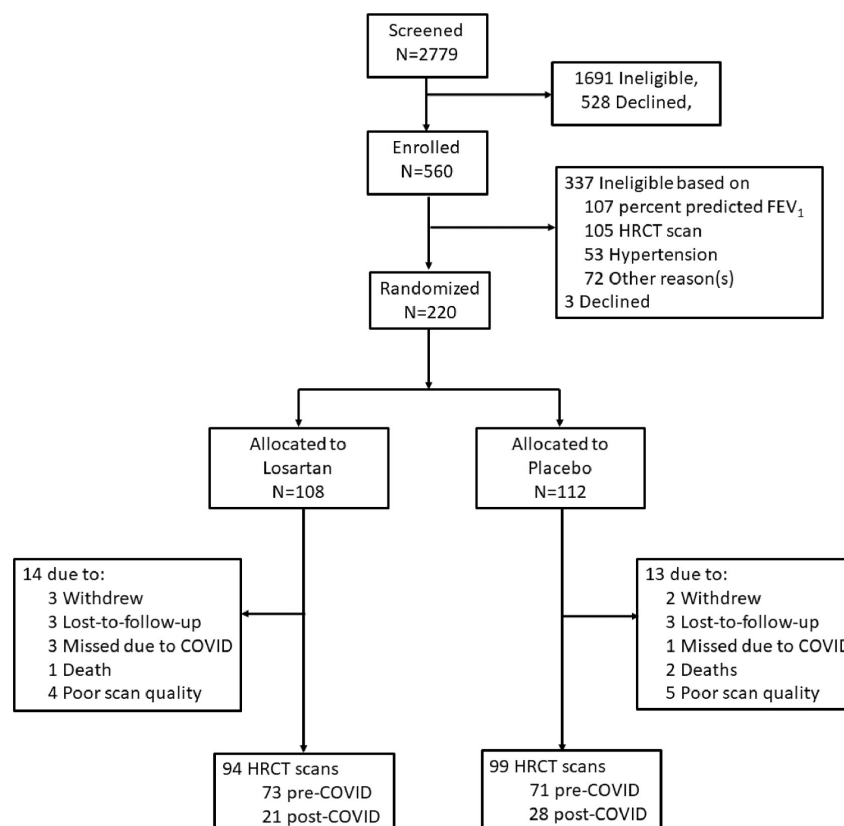 Screened
N=2779
1691 Ineligible,
528 Declined,
Enrolled
N=560
337 Ineligible based on
107 percent predicted FEV₁
105 HRCT scan
53 Hypertension
72 Other reason(s)
3 Declined
Randomized
N=220
Allocated to
Losartan
N=108
Allocated to
Placebo
N=112
14 due to:
3 Withdrew
3 Lost-to-follow-up
3 Missed due to COVID
1 Death
4 Poor scan quality
13 due to:
2 Withdrew
3 Lost-to-follow-up
1 Missed due to COVID
2 Deaths
5 Poor scan quality
94 HRCT scans
73 pre-COVID
21 post-COVID
99 HRCT scans
71 pre-COVID
28 post-COVID